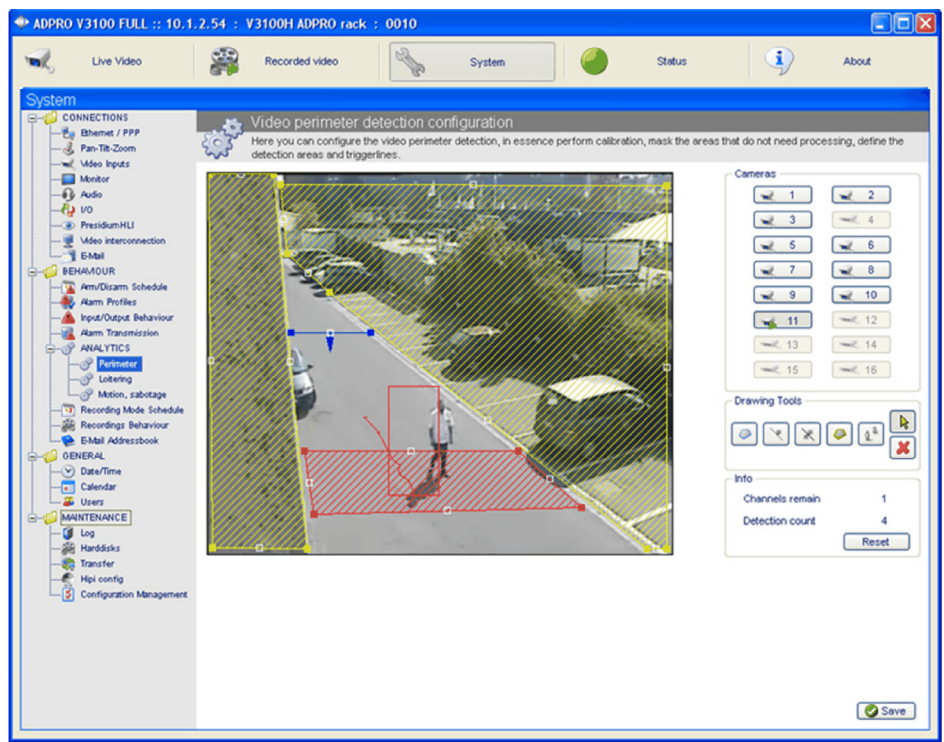 ADPRO V3100 FULL :: 10.1.2.54 : V3100H ADPRO rack : 0010
Live Video
Recorded video
System
Status
About
System
CONNECTIONS
Ethernet / PPP
Pan-Tilt-Zoom
Video Inputs
Monitor
Audio
I/O
PresidiumHLI
Video interconnection
E-Mail
BEHAVIOUR
Arm/Disarm Schedule
Alarm Profiles
Input/Output Behaviour
Alarm Transmission
ANALYTICS
Perimeter
Loitering
Motion, sabotage
Recording Mode Schedule
Recordings Behaviour
E-Mail Addressbook
GENERAL
Date/Time
Calendar
Users
MAINTENANCE
Log
Harddisks
Transfer
Hipi config
Configuration Management
Video perimeter detection configuration
Here you can configure the video perimeter detection, in essence perform calibration, mask the areas that do not need processing, define the
detection areas and triggerlines.
Cameras
1 2
3 4
5 6
7 8
9 10
11 12
13 14
15 16
Drawing Tools
Info
Channels remain 1
Detection count 4
Reset
Save